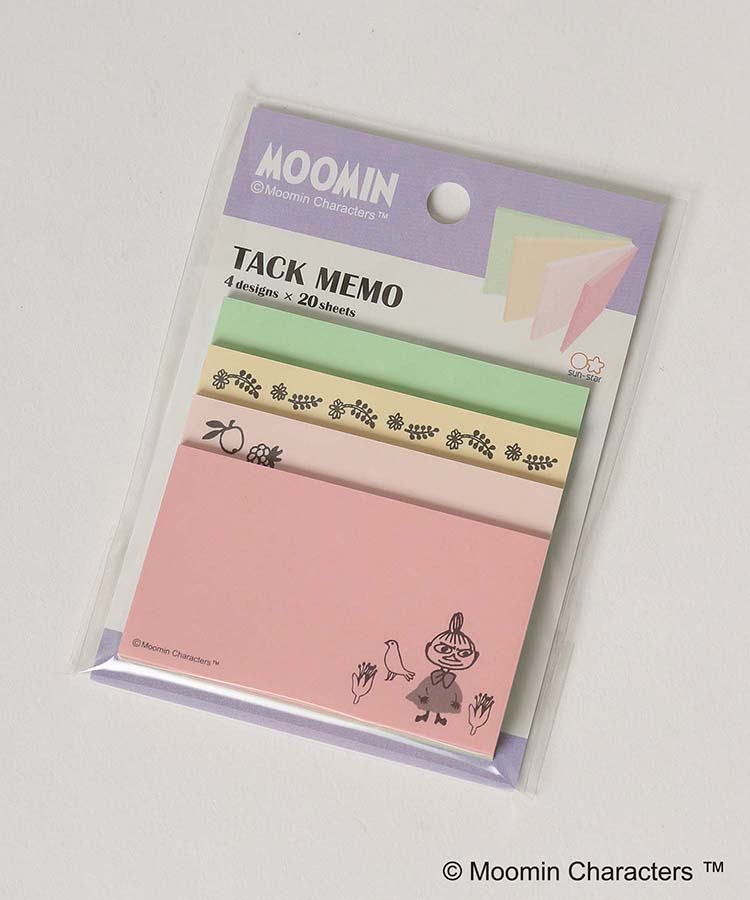 MOOMIN
©Moomin Characters™
TACK MEMO
4 designs × 20 sheets
sun-star
©Moomin Characters™
© Moomin Characters ™